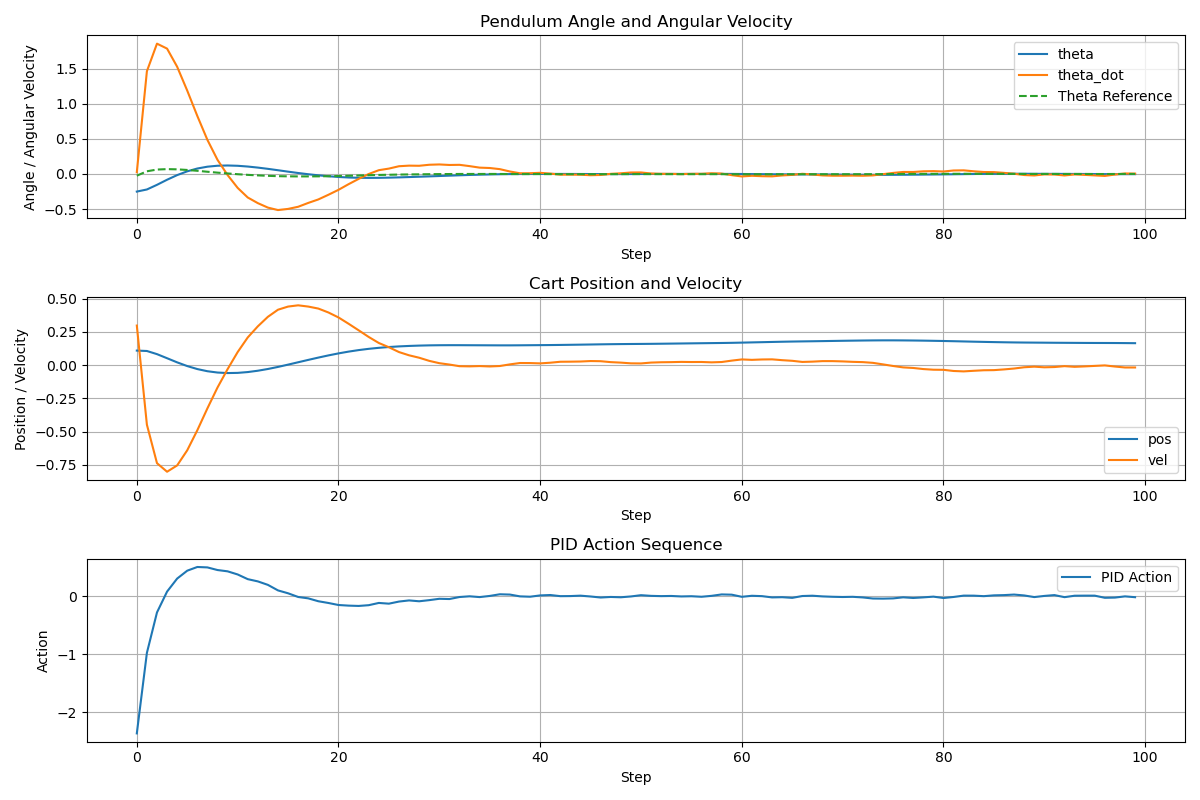 Pendulum Angle and Angular Velocity
Angle / Angular Velocity
1.5
1.0
0.5
0.0
−0.5
theta
theta_dot
Theta Reference
0 20 40 60 80 100
Step
Cart Position and Velocity
Position / Velocity
0.50
0.25
0.00
−0.25
−0.50
−0.75
pos
vel
0 20 40 60 80 100
Step
PID Action Sequence
Action
0
−1
−2
PID Action
0 20 40 60 80 100
Step